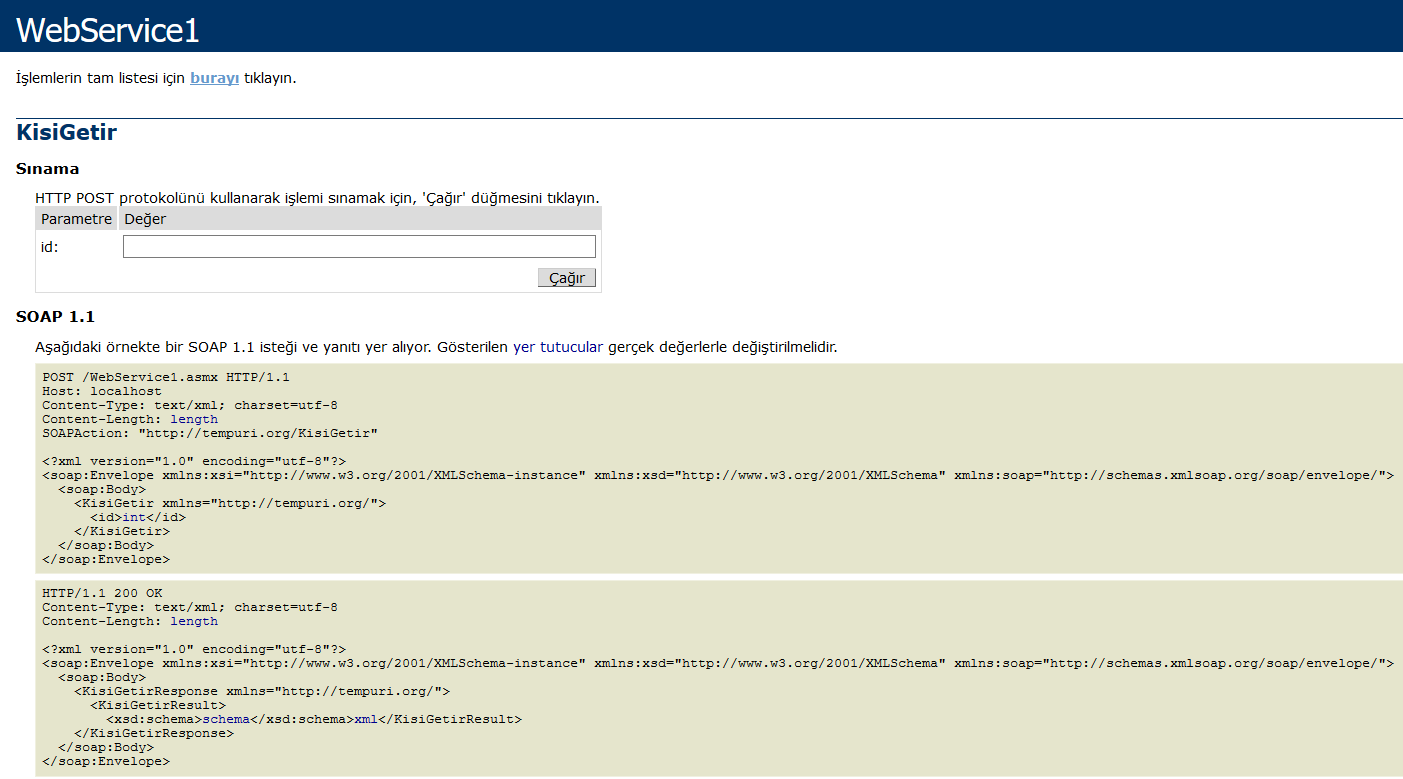 WebService1
İşlemlerin tam listesi için burayı tıklayın.
KisiGetir
Sınama
HTTP POST protokolünü kullanarak işlemi sınamak için, 'Çağır' düğmesini tıklayın.
Parametre Değer
id:
Çağır
SOAP 1.1
Aşağıdaki örnekte bir SOAP 1.1 isteği ve yanıtı yer alıyor. Gösterilen yer tutucular gerçek değerlerle değiştirilmelidir.
POST /WebService1.asmx HTTP/1.1
Host: localhost
Content-Type: text/xml; charset=utf-8
Content-Length: length
SOAPAction: "http://tempuri.org/KisiGetir"
<?xml version="1.0" encoding="utf-8"?>
<soap:Envelope xmlns:xsi="http://www.w3.org/2001/XMLSchema-instance" xmlns:xsd="http://www.w3.org/2001/XMLSchema" xmlns:soap="http://schemas.xmlsoap.org/soap/envelope/">
  <soap:Body>
    <KisiGetir xmlns="http://tempuri.org/">
      <id>int</id>
    </KisiGetir>
  </soap:Body>
</soap:Envelope>
HTTP/1.1 200 OK
Content-Type: text/xml; charset=utf-8
Content-Length: length
<?xml version="1.0" encoding="utf-8"?>
<soap:Envelope xmlns:xsi="http://www.w3.org/2001/XMLSchema-instance" xmlns:xsd="http://www.w3.org/2001/XMLSchema" xmlns:soap="http://schemas.xmlsoap.org/soap/envelope/">
  <soap:Body>
    <KisiGetirResponse xmlns="http://tempuri.org/">
      <KisiGetirResult>
        <xsd:schema>schema</xsd:schema>xml</KisiGetirResult>
    </KisiGetirResponse>
  </soap:Body>
</soap:Envelope>